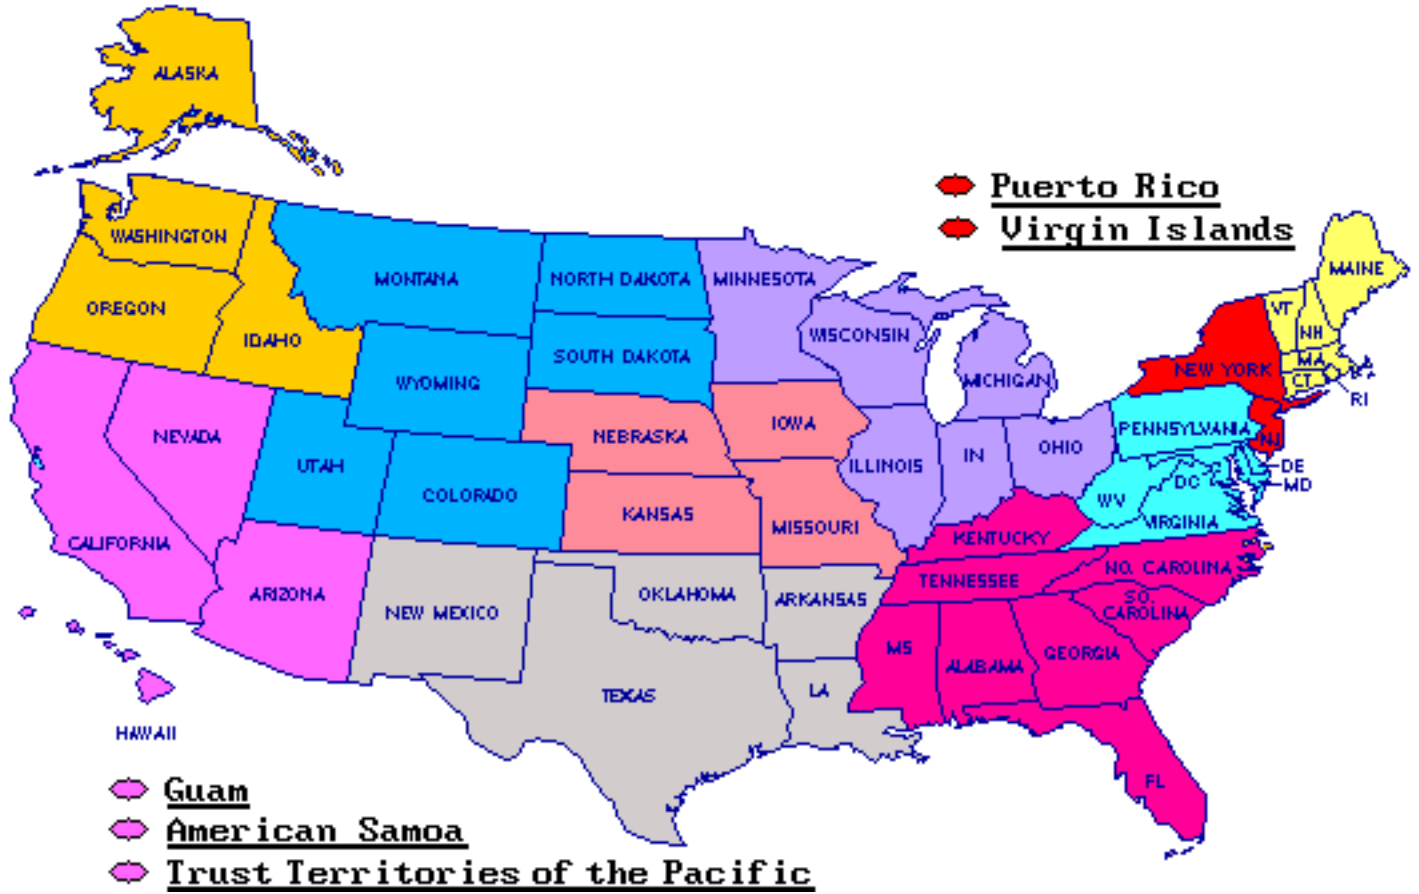 ALASKA
Puerto Rico
Virgin Islands
WASHINGTON
MAINE
MONTANA
NORTH DAKOTA
MINNESOTA
OREGON
VT
IDAHO
WISCONSIN
NH
SOUTH DAKOTA
MA
NEW YORK
WYOMING
MICHIGAN
CT
RI
NEVADA
NEBRASKA
IOWA
PENNSYLVANIA
NJ
UTAH
ILLINOIS
IN
OHIO
DE
COLORADO
DC
MD
WV
KANSAS
MISSOURI
VIRGINIA
CALIFORNIA
KENTUCKY
ARIZONA
OKLAHOMA
ARKANSAS
TENNESSEE
NO. CAROLINA
NEW MEXICO
SO.
CAROLINA
MS
ALABAMA
GEORGIA
TEXAS
LA
HAWAII
FL
Guam
American Samoa
Trust Territories of the Pacific